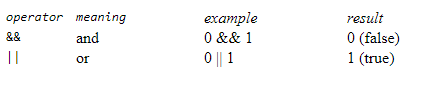 operator meaning example result
&& and 0 && 1 0 (false)
|| or 0 || 1 1 (true)